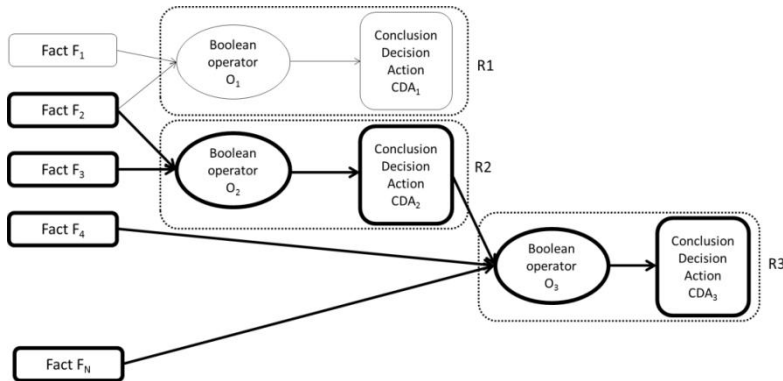 Fact F₁
Boolean
operator
O₁
Conclusion
Decision
Action
CDA₁
R1
Fact F₂
Fact F₃
Boolean
operator
O₂
Conclusion
Decision
Action
CDA₂
R2
Fact F₄
Boolean
operator
O₃
Conclusion
Decision
Action
CDA₃
R3
Fact F_N